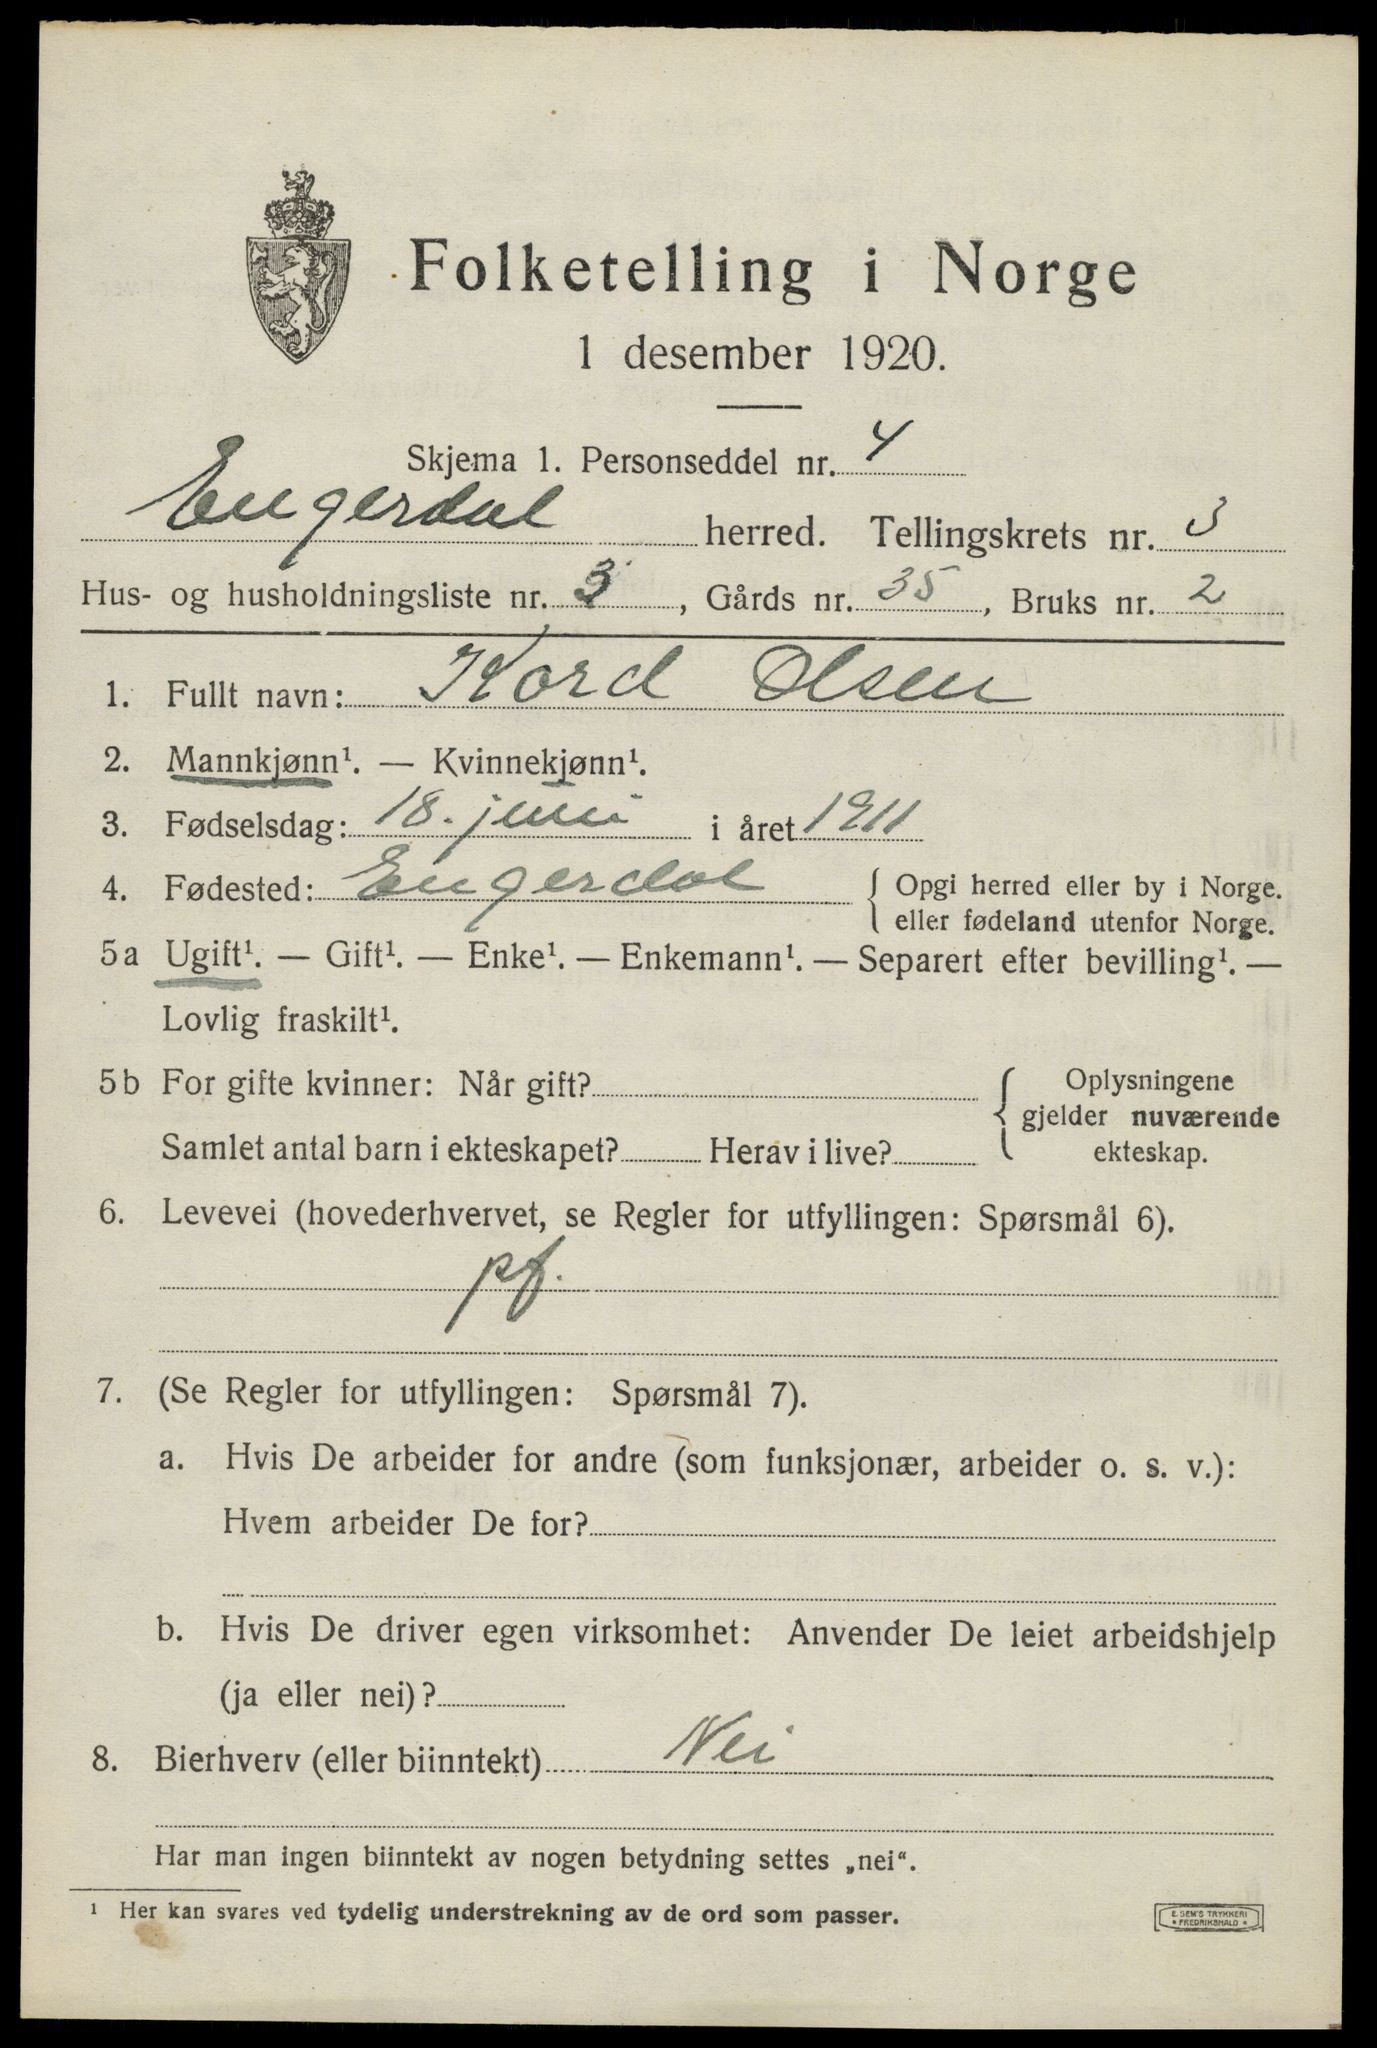 Folketelling i Norge
1 desember 1920.
Skjema 1. Personseddel nr. 4
Engerdal herred. Tellingskrets nr. 3
Hus- og husholdningsliste nr. 3, Gårds nr. 35, Bruks nr. 2
1. Fullt navn: Kord Olsen
2. Mannkjønn¹. — Kvinnekjønn¹.
3. Fødselsdag: 18. juni i året 1911
4. Fødested: Engerdal { Opgi herred eller by i Norge.
eller fødeland utenfor Norge.
5a Ugift¹. — Gift¹. — Enke¹. — Enkemann¹. — Separert efter bevilling¹. —
Lovlig fraskilt¹.
5b For gifte kvinner: Når gift? { Oplysningene
gjelder nuværende
Samlet antal barn i ekteskapet? Herav i live? ekteskap.
6. Levevei (hovederhvervet, se Regler for utfyllingen: Spørsmål 6).
pf.
7. (Se Regler for utfyllingen: Spørsmål 7).
a. Hvis De arbeider for andre (som funksjonær, arbeider o. s. v.):
Hvem arbeider De for?
b. Hvis De driver egen virksomhet: Anvender De leiet arbeidshjelp
(ja eller nei)?
8. Bierhverv (eller biinntekt) Nei
Har man ingen biinntekt av nogen betydning settes „nei“.
¹ Her kan svares ved tydelig understrekning av de ord som passer.
E. SEM'S TRYKKERI
* FREDRIKSHALD *